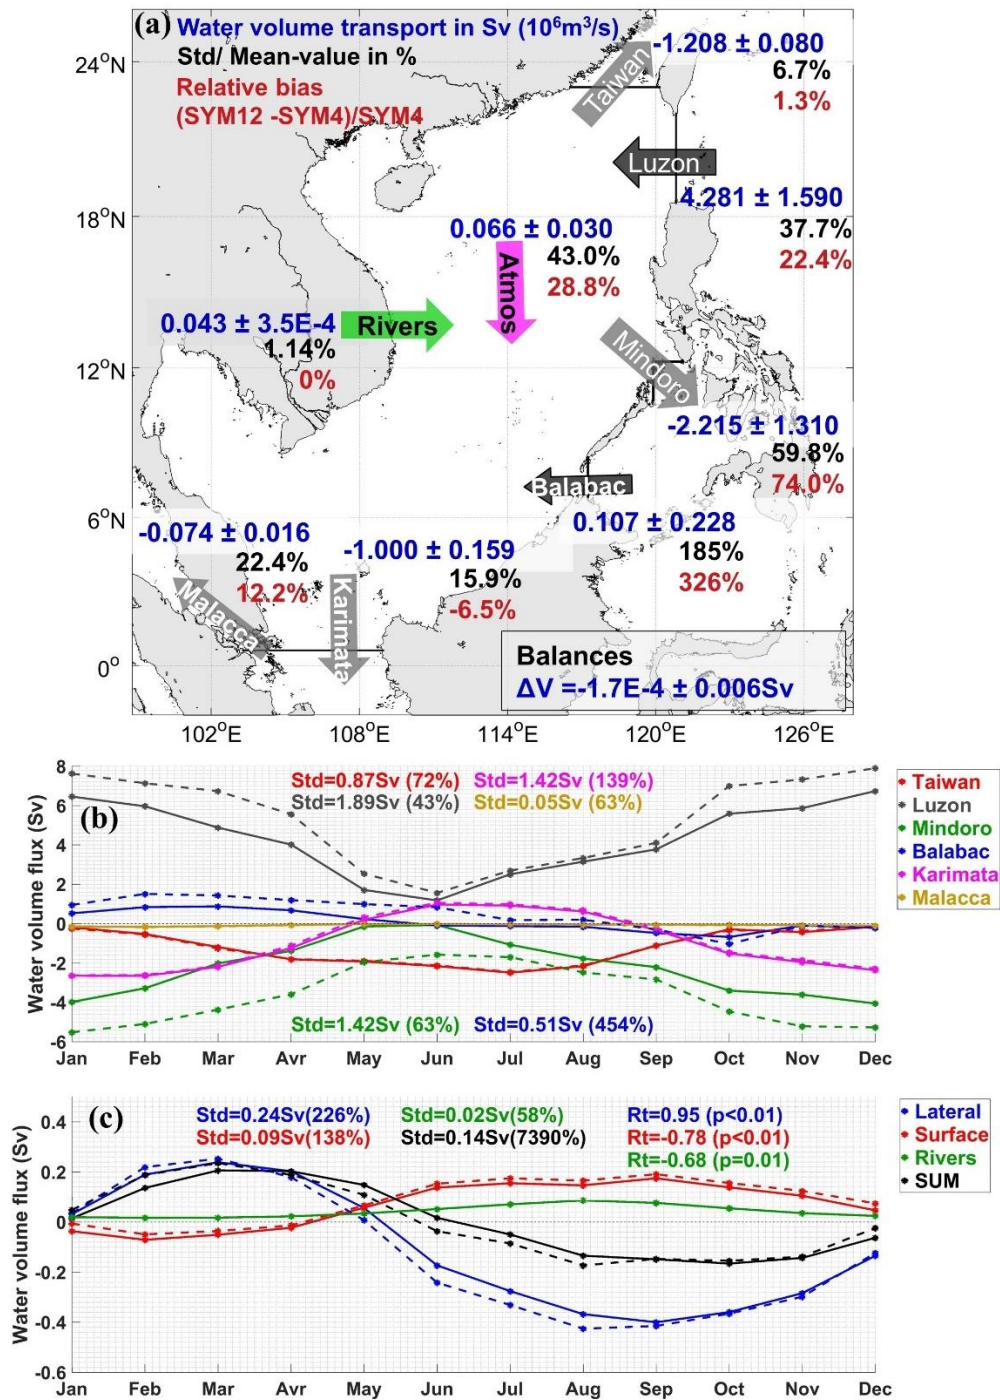 (a) Water volume transport in Sv (10⁶m³/s)
Std/ Mean-value in %
Relative bias
(SYM12 -SYM4)/SYM4
24°N
18°N
12°N
6°N
0°
Taiwan
-1.208 ± 0.080
6.7%
1.3%
Luzon
4.281 ± 1.590
37.7%
22.4%
0.066 ± 0.030
43.0%
28.8%
Atmos
0.043 ± 3.5E-4
1.14%
0%
Rivers
Mindoro
-2.215 ± 1.310
59.8%
74.0%
Balabac
0.107 ± 0.228
185%
326%
-0.074 ± 0.016
22.4%
12.2%
Malacca
-1.000 ± 0.159
15.9%
-6.5%
Karimata
Balances
ΔV =-1.7E-4 ± 0.006Sv
102°E 108°E 114°E 120°E 126°E
(b)
Water volume flux (Sv)
8
6
4
2
0
-2
-4
-6
Std=0.87Sv (72%) Std=1.42Sv (139%)
Std=1.89Sv (43%) Std=0.05Sv (63%)
Std=1.42Sv (63%) Std=0.51Sv (454%)
Jan Feb Mar Avr May Jun Jul Aug Sep Oct Nov Dec
Taiwan
Luzon
Mindoro
Balabac
Karimata
Malacca
(c)
Water volume flux (Sv)
0.4
0.2
0
-0.2
-0.4
-0.6
Std=0.24Sv(226%) Std=0.02Sv(58%) Rt=0.95 (p<0.01)
Std=0.09Sv(138%) Std=0.14Sv(7390%) Rt=-0.78 (p<0.01)
Rt=-0.68 (p=0.01)
Jan Feb Mar Avr May Jun Jul Aug Sep Oct Nov Dec
Lateral
Surface
Rivers
SUM